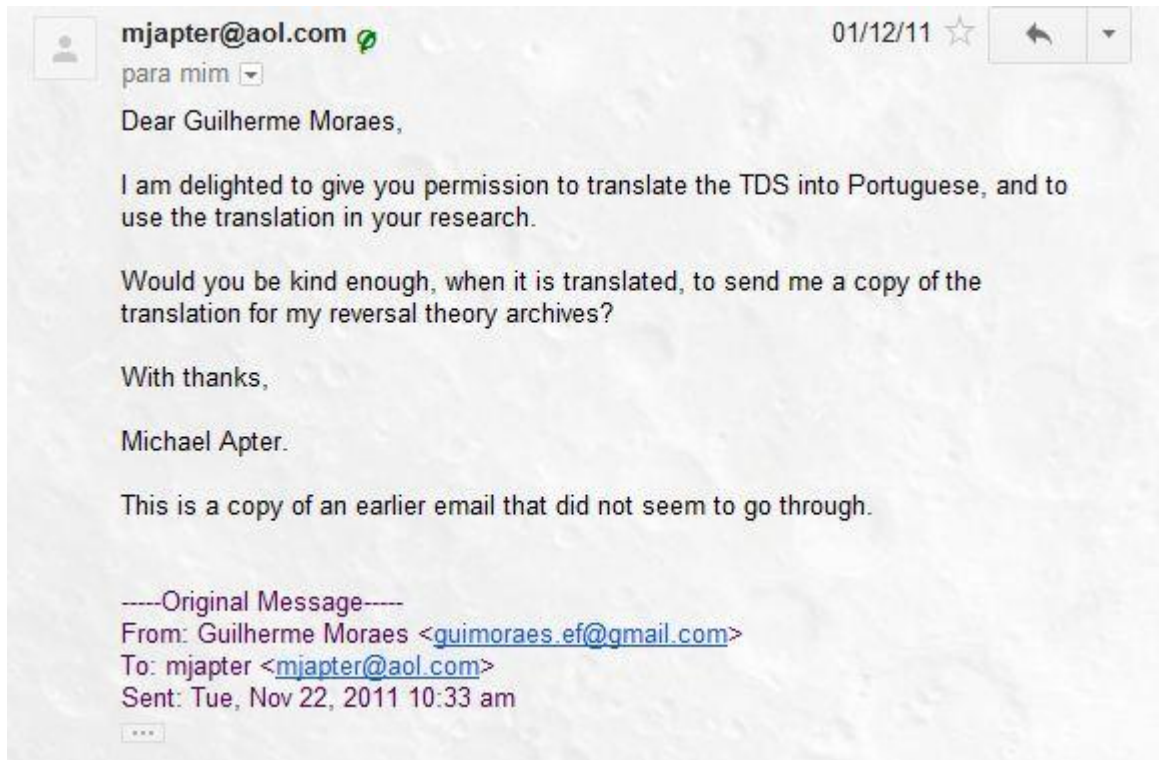 mjapter@aol.com 01/12/11
para mim
Dear Guilherme Moraes,
I am delighted to give you permission to translate the TDS into Portuguese, and to
use the translation in your research.
Would you be kind enough, when it is translated, to send me a copy of the
translation for my reversal theory archives?
With thanks,
Michael Apter.
This is a copy of an earlier email that did not seem to go through.
-----Original Message-----
From: Guilherme Moraes <guimoraes.ef@gmail.com>
To: mjapter <mjapter@aol.com>
Sent: Tue, Nov 22, 2011 10:33 am